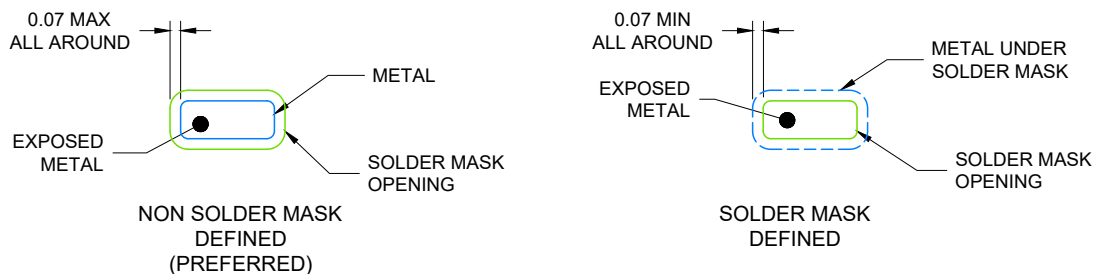 0.07 MAX
ALL AROUND
METAL
EXPOSED
METAL
SOLDER MASK
OPENING
NON SOLDER MASK
DEFINED
(PREFERRED)
0.07 MIN
ALL AROUND
METAL UNDER
SOLDER MASK
EXPOSED
METAL
SOLDER MASK
OPENING
SOLDER MASK
DEFINED